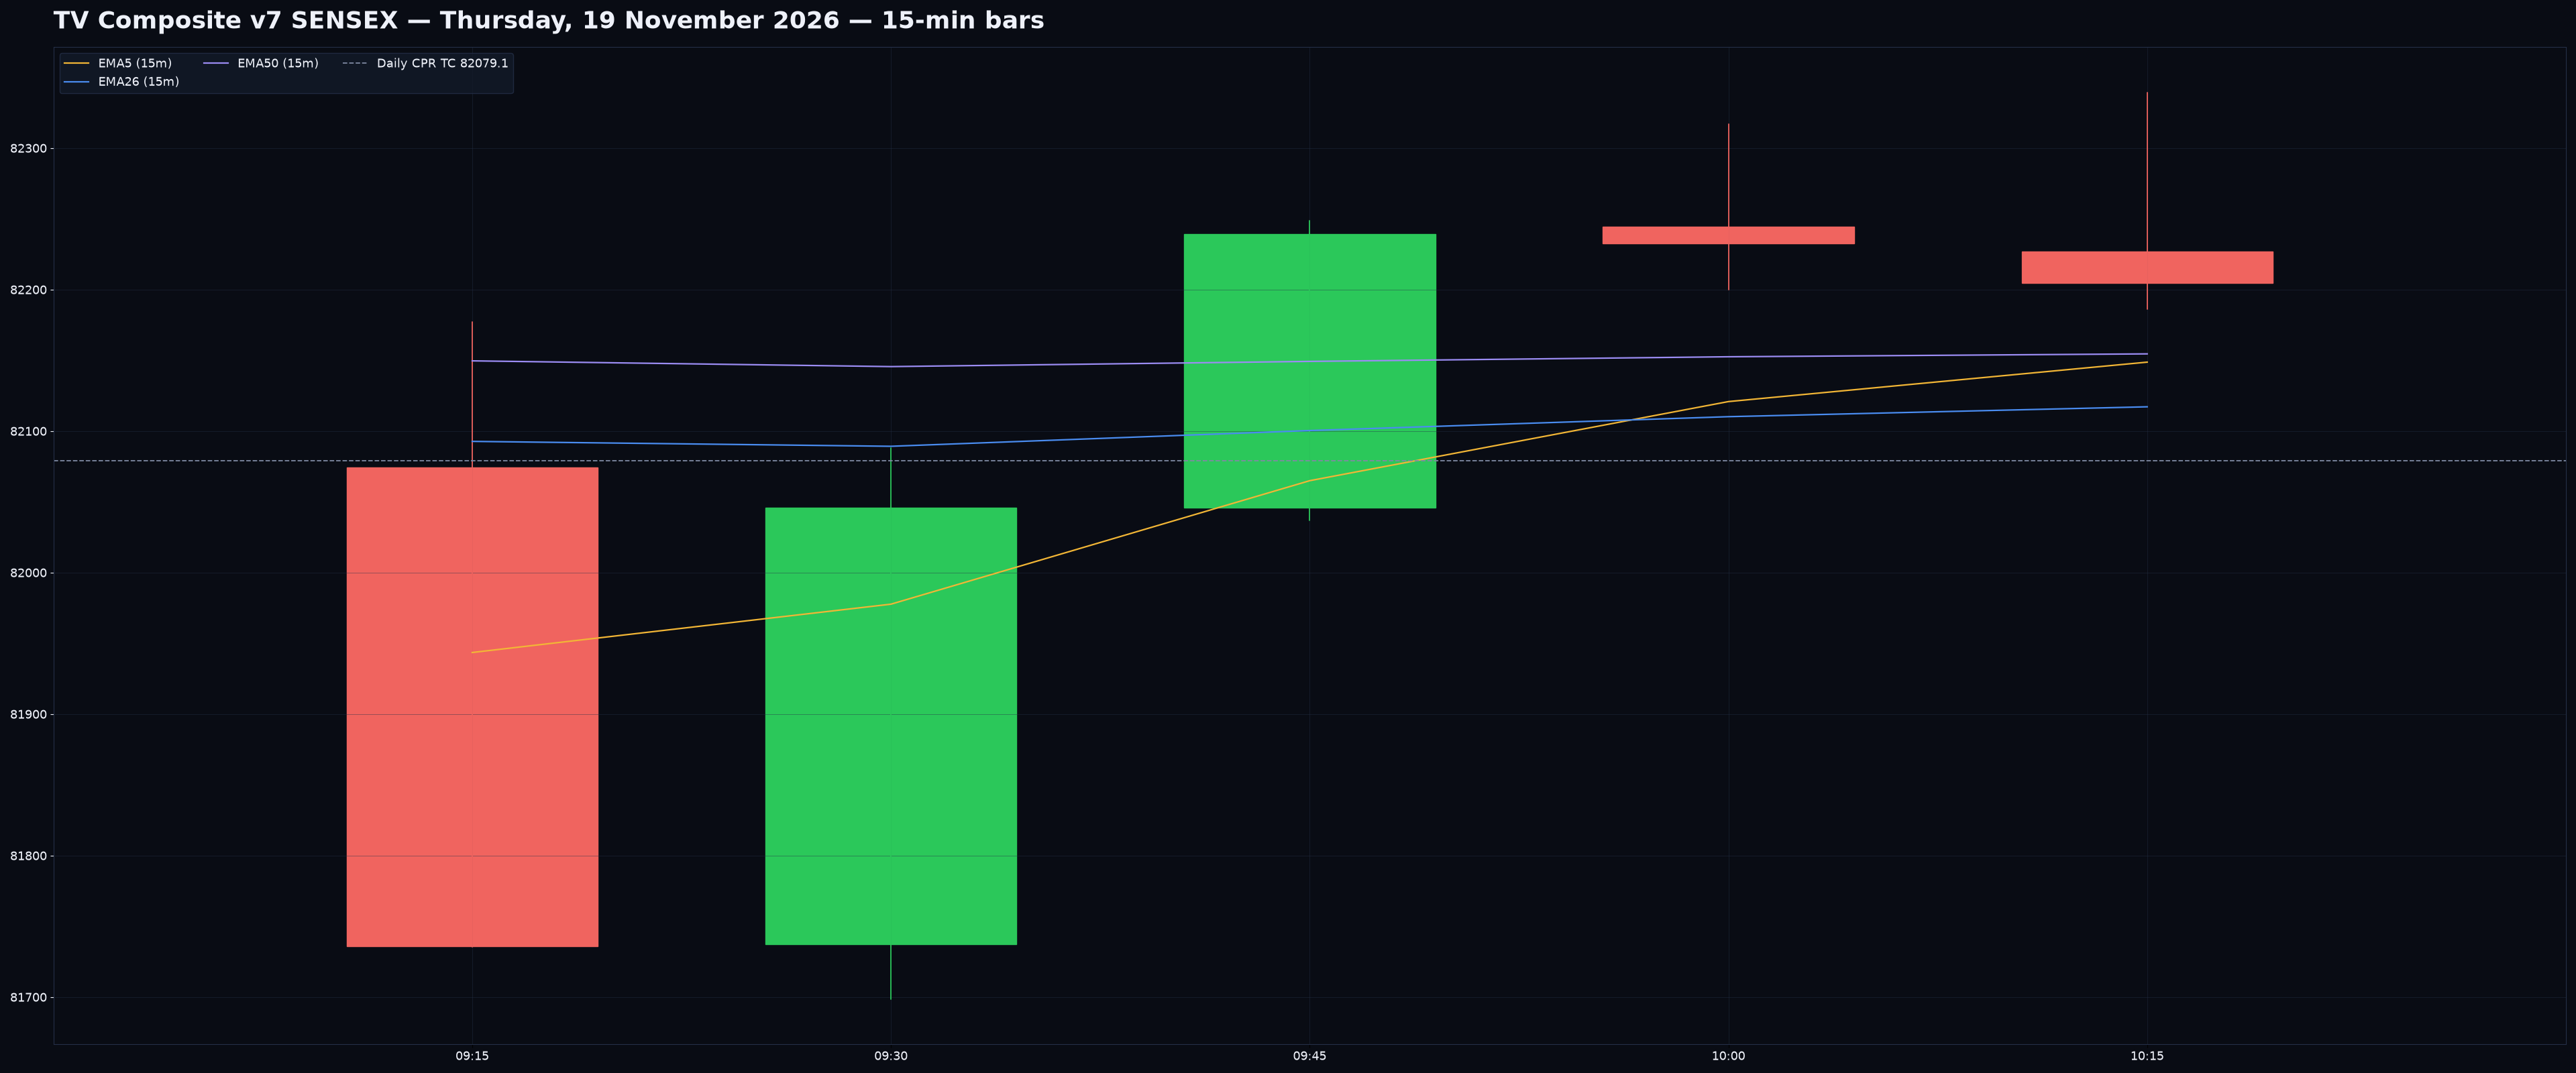 TV Composite v7 SENSEX — Thursday, 19 November 2026 — 15-min bars
EMA5 (15m) EMA50 (15m) Daily CPR TC 82079.1
EMA26 (15m)
82300
82200
82100
82000
81900
81800
81700
09:15 09:30 09:45 10:00 10:15